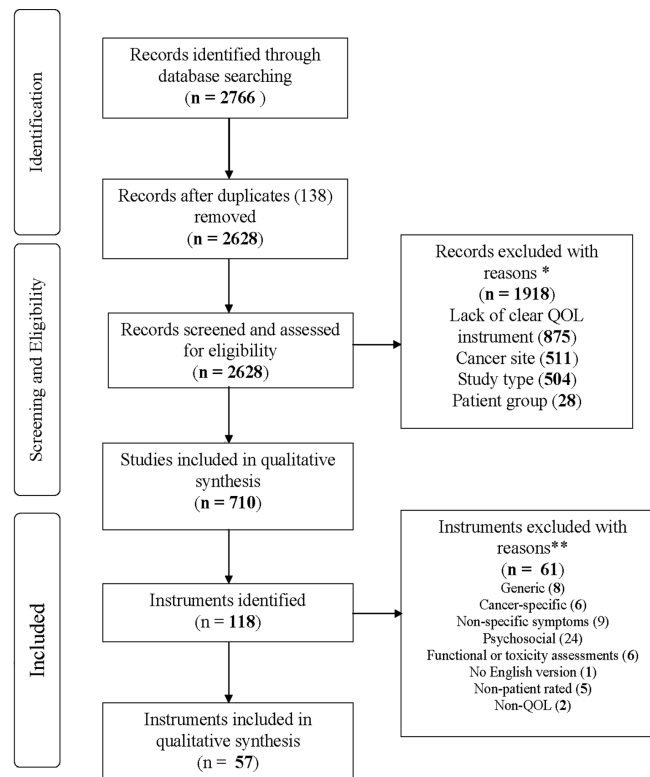 Identification
Records identified through
database searching
(n = 2766 )
Records after duplicates (138)
removed
(n = 2628)
Screening and Eligibility
Records screened and assessed
for eligibility
(n = 2628)
Records excluded with
reasons *
(n = 1918)
Lack of clear QOL
instrument (875)
Cancer site (511)
Study type (504)
Patient group (28)
Studies included in qualitative
synthesis
(n = 710)
Included
Instruments identified
(n = 118)
Instruments excluded with
reasons**
(n = 61)
Generic (8)
Cancer-specific (6)
Non-specific symptoms (9)
Psychosocial (24)
Functional or toxicity assessments (6)
No English version (1)
Non-patient rated (5)
Non-QOL (2)
Instruments included in
qualitative synthesis
(n = 57)